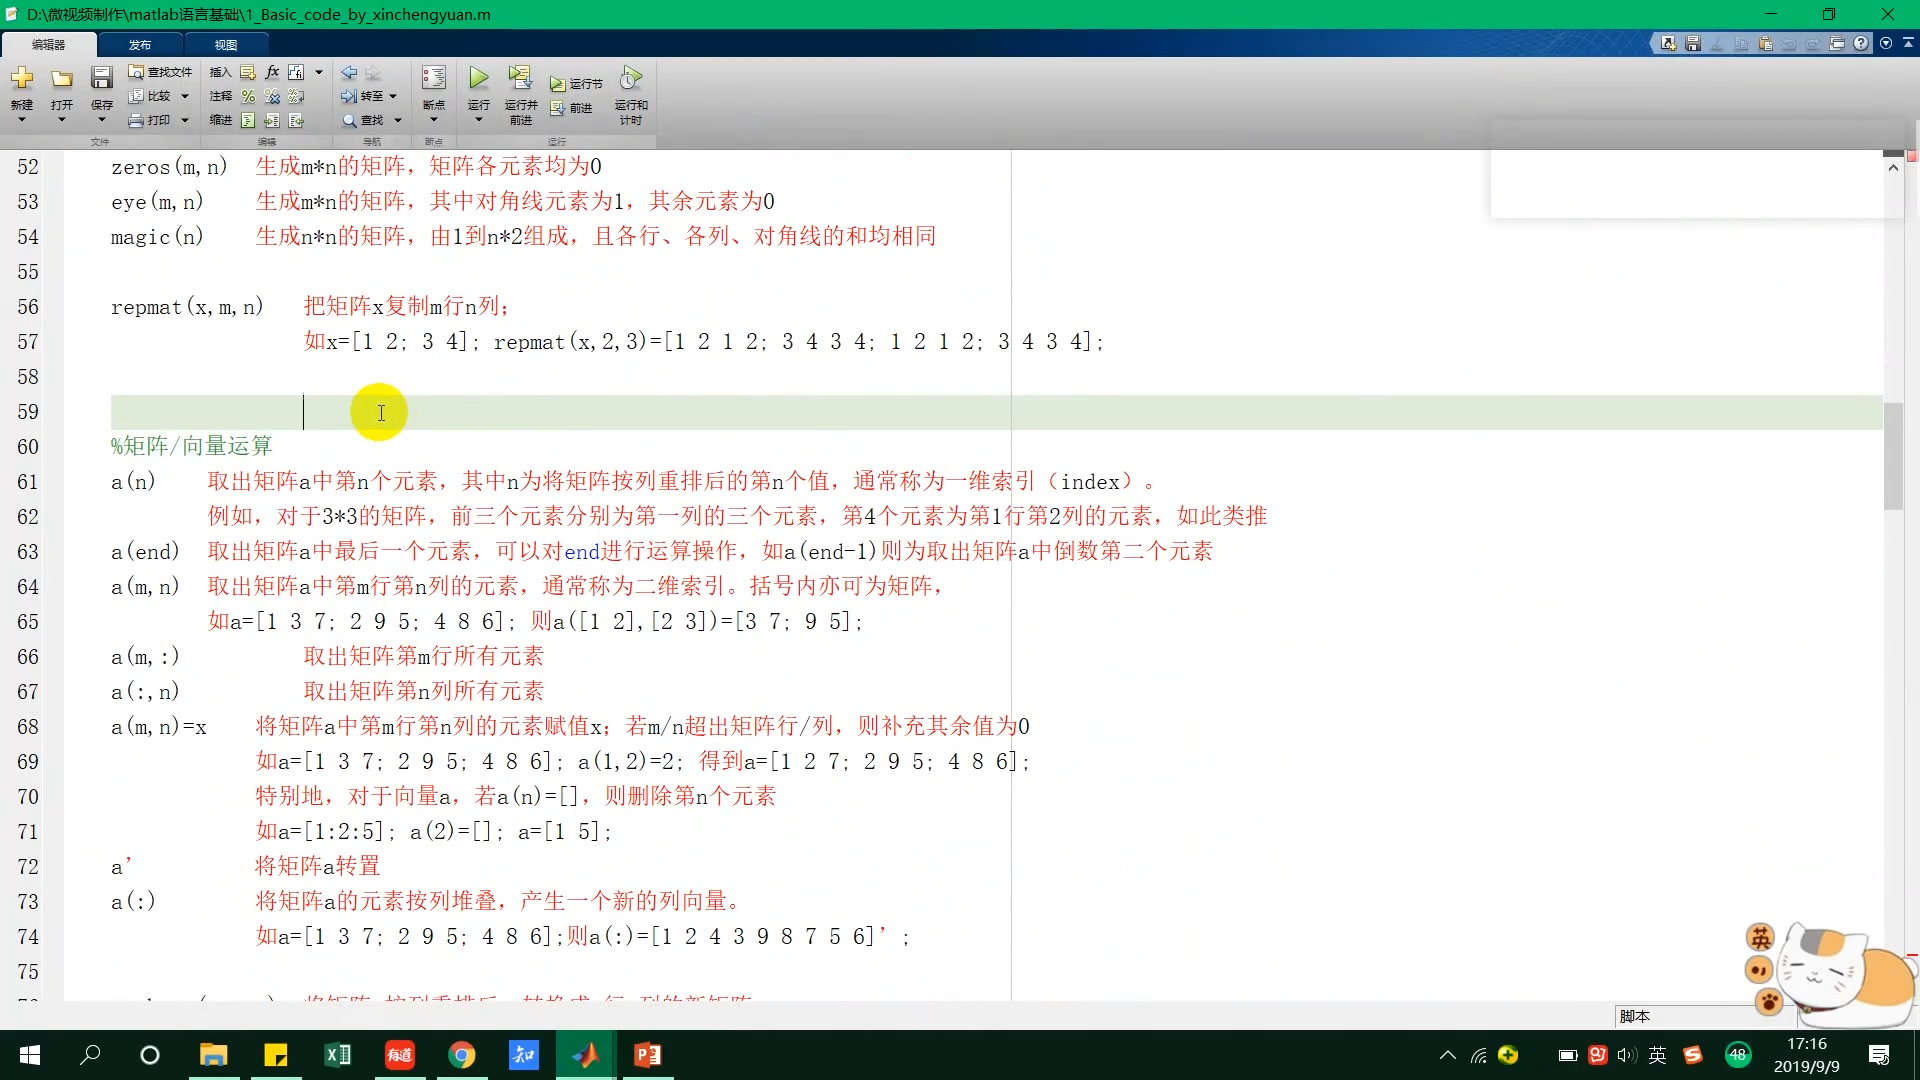 D:\微视频制作\matlab语言基础\1_Basic_code_by_xinchengyuan.m
编辑器 发布 视图
新建 打开 保存 查找文件 比较 打印 文件
插入 fx 注释 缩进 编辑
转至 查找 导航
断点 断点
运行 运行并前进 运行节 前进 运行和计时 运行
52 zeros(m,n) 生成m*n的矩阵，矩阵各元素均为0
53 eye(m,n) 生成m*n的矩阵，其中对角线元素为1，其余元素为0
54 magic(n) 生成n*n的矩阵，由1到n*2组成，且各行、各列、对角线的和均相同
55
56 repmat(x,m,n) 把矩阵x复制m行n列；
57 如x=[1 2; 3 4]; repmat(x,2,3)=[1 2 1 2; 3 4 3 4; 1 2 1 2; 3 4 3 4];
58
59
60 %矩阵/向量运算
61 a(n) 取出矩阵a中第n个元素，其中n为将矩阵按列重排后的第n个值，通常称为一维索引（index）。
62 例如，对于3*3的矩阵，前三个元素分别为第一列的三个元素，第4个元素为第1行第2列的元素，如此类推
63 a(end) 取出矩阵a中最后一个元素，可以对end进行运算操作，如a(end-1)则为取出矩阵a中倒数第二个元素
64 a(m,n) 取出矩阵a中第m行第n列的元素，通常称为二维索引。括号内亦可为矩阵，
65 如a=[1 3 7; 2 9 5; 4 8 6]; 则a([1 2],[2 3])=[3 7; 9 5];
66 a(m,:) 取出矩阵第m行所有元素
67 a(:,n) 取出矩阵第n列所有元素
68 a(m,n)=x 将矩阵a中第m行第n列的元素赋值x；若m/n超出矩阵行/列，则补充其余值为0
69 如a=[1 3 7; 2 9 5; 4 8 6]; a(1,2)=2; 得到a=[1 2 7; 2 9 5; 4 8 6];
70 特别地，对于向量a，若a(n)=[]，则删除第n个元素
71 如a=[1:2:5]; a(2)=[]; a=[1 5];
72 a’ 将矩阵a转置
73 a(:) 将矩阵a的元素按列堆叠，产生一个新的列向量。
74 如a=[1 3 7; 2 9 5; 4 8 6];则a(:)=[1 2 4 3 9 8 7 5 6]’;
75
英
脚本
有道 知 英 48
17:16
2019/9/9